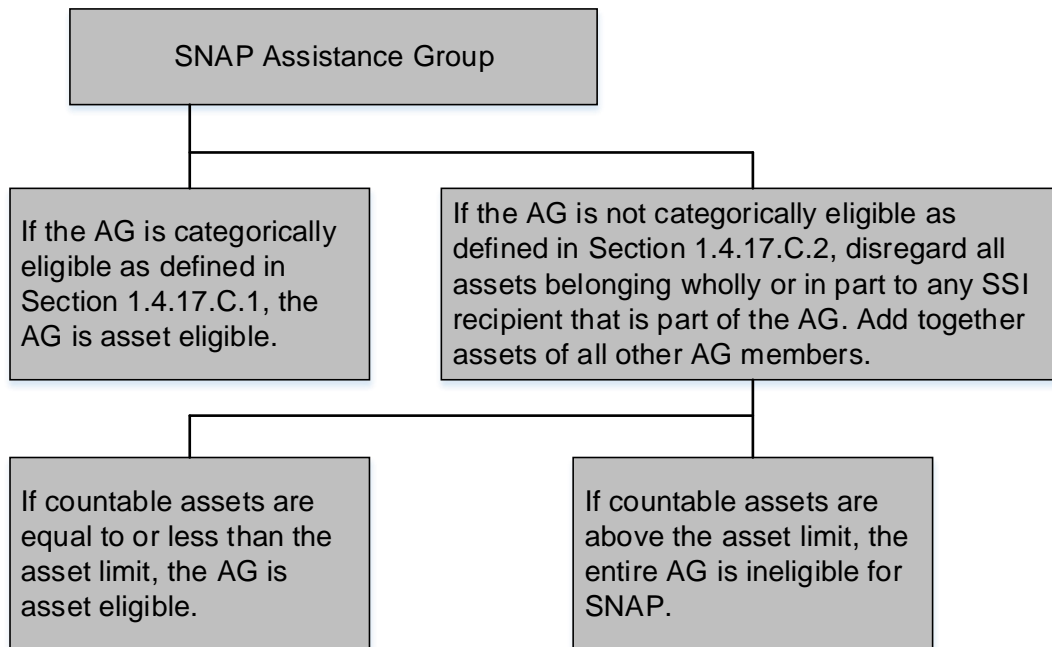 SNAP Assistance Group
If the AG is categorically
eligible as defined in
Section 1.4.17.C.1, the
AG is asset eligible.
If the AG is not categorically eligible as
defined in Section 1.4.17.C.2, disregard all
assets belonging wholly or in part to any SSI
recipient that is part of the AG. Add together
assets of all other AG members.
If countable assets are
equal to or less than the
asset limit, the AG is
asset eligible.
If countable assets are
above the asset limit, the
entire AG is ineligible for
SNAP.